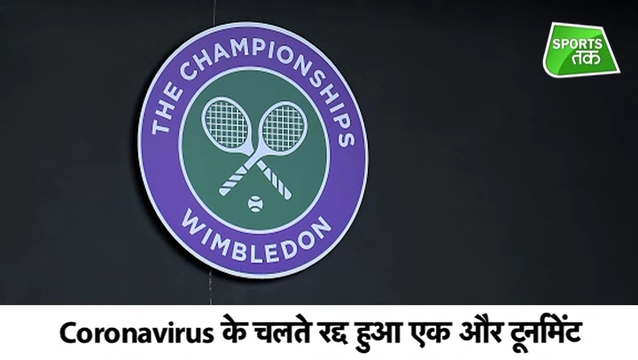 SPORTS
तक
THE CHAMPIONSHIPS
WIMBLEDON
Coronavirus के चलते रद्द हुआ एक और टूर्नामेंट